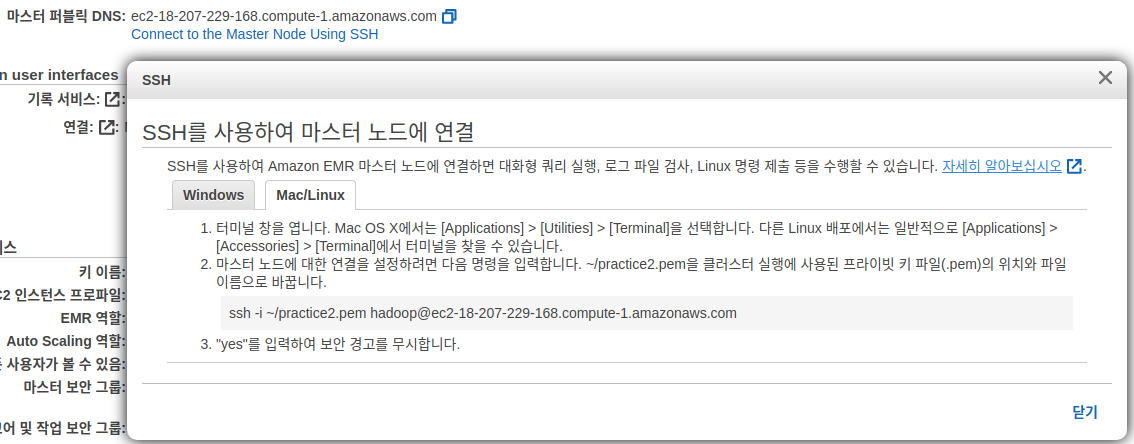 마스터 퍼블릭 DNS: ec2-18-207-229-168.compute-1.amazonaws.com
Connect to the Master Node Using SSH
n user interfaces
기록 서비스:
연결:
SSH
SSH를 사용하여 마스터 노드에 연결
SSH를 사용하여 Amazon EMR 마스터 노드에 연결하면 대화형 쿼리 실행, 로그 파일 검사, Linux 명령 제출 등을 수행할 수 있습니다. 자세히 알아보십시오 .
Windows Mac/Linux
1. 터미널 창을 엽니다. Mac OS X에서는 [Applications] > [Utilities] > [Terminal]을 선택합니다. 다른 Linux 배포에서는 일반적으로 [Applications] >
[Accessories] > [Terminal]에서 터미널을 찾을 수 있습니다.
2. 마스터 노드에 대한 연결을 설정하려면 다음 명령을 입력합니다. ~/practice2.pem을 클러스터 실행에 사용된 프라이빗 키 파일(.pem)의 위치와 파일
이름으로 바꿉니다.
ssh -i ~/practice2.pem hadoop@ec2-18-207-229-168.compute-1.amazonaws.com
3. "yes"를 입력하여 보안 경고를 무시합니다.
닫기
스
키 이름:
C2 인스턴스 프로파일:
EMR 역할:
Auto Scaling 역할:
사용자가 볼 수 있음:
마스터 보안 그룹:
어 및 작업 보안 그룹: